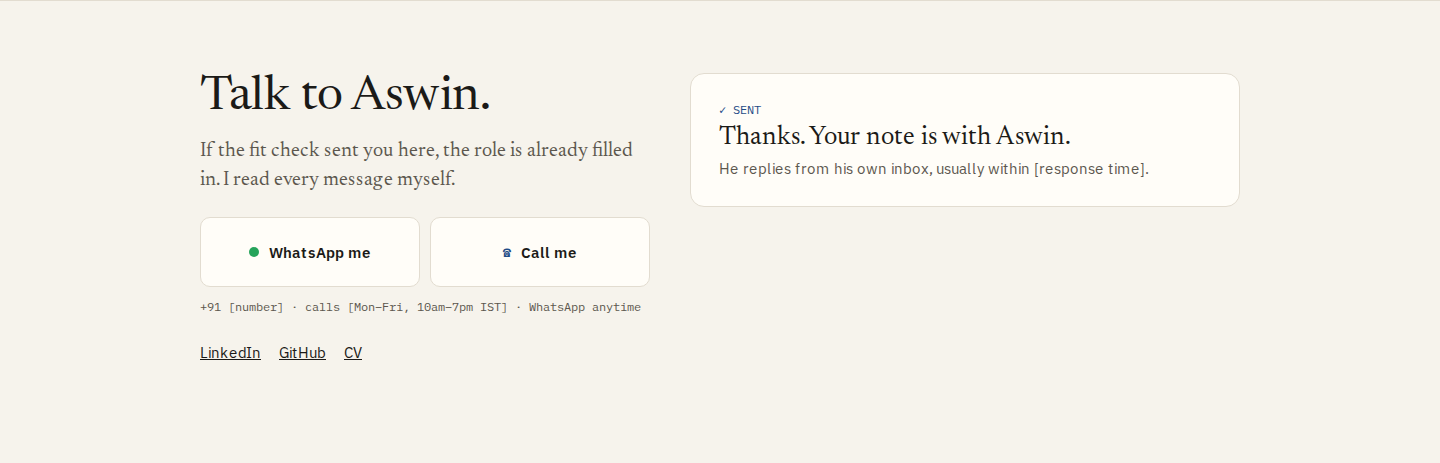 Talk to Aswin.
If the fit check sent you here, the role is already filled
in. I read every message myself.
WhatsApp me
☎ Call me
+91 [number] · calls [Mon–Fri, 10am–7pm IST] · WhatsApp anytime
LinkedIn GitHub CV
✓ SENT
Thanks. Your note is with Aswin.
He replies from his own inbox, usually within [response time].